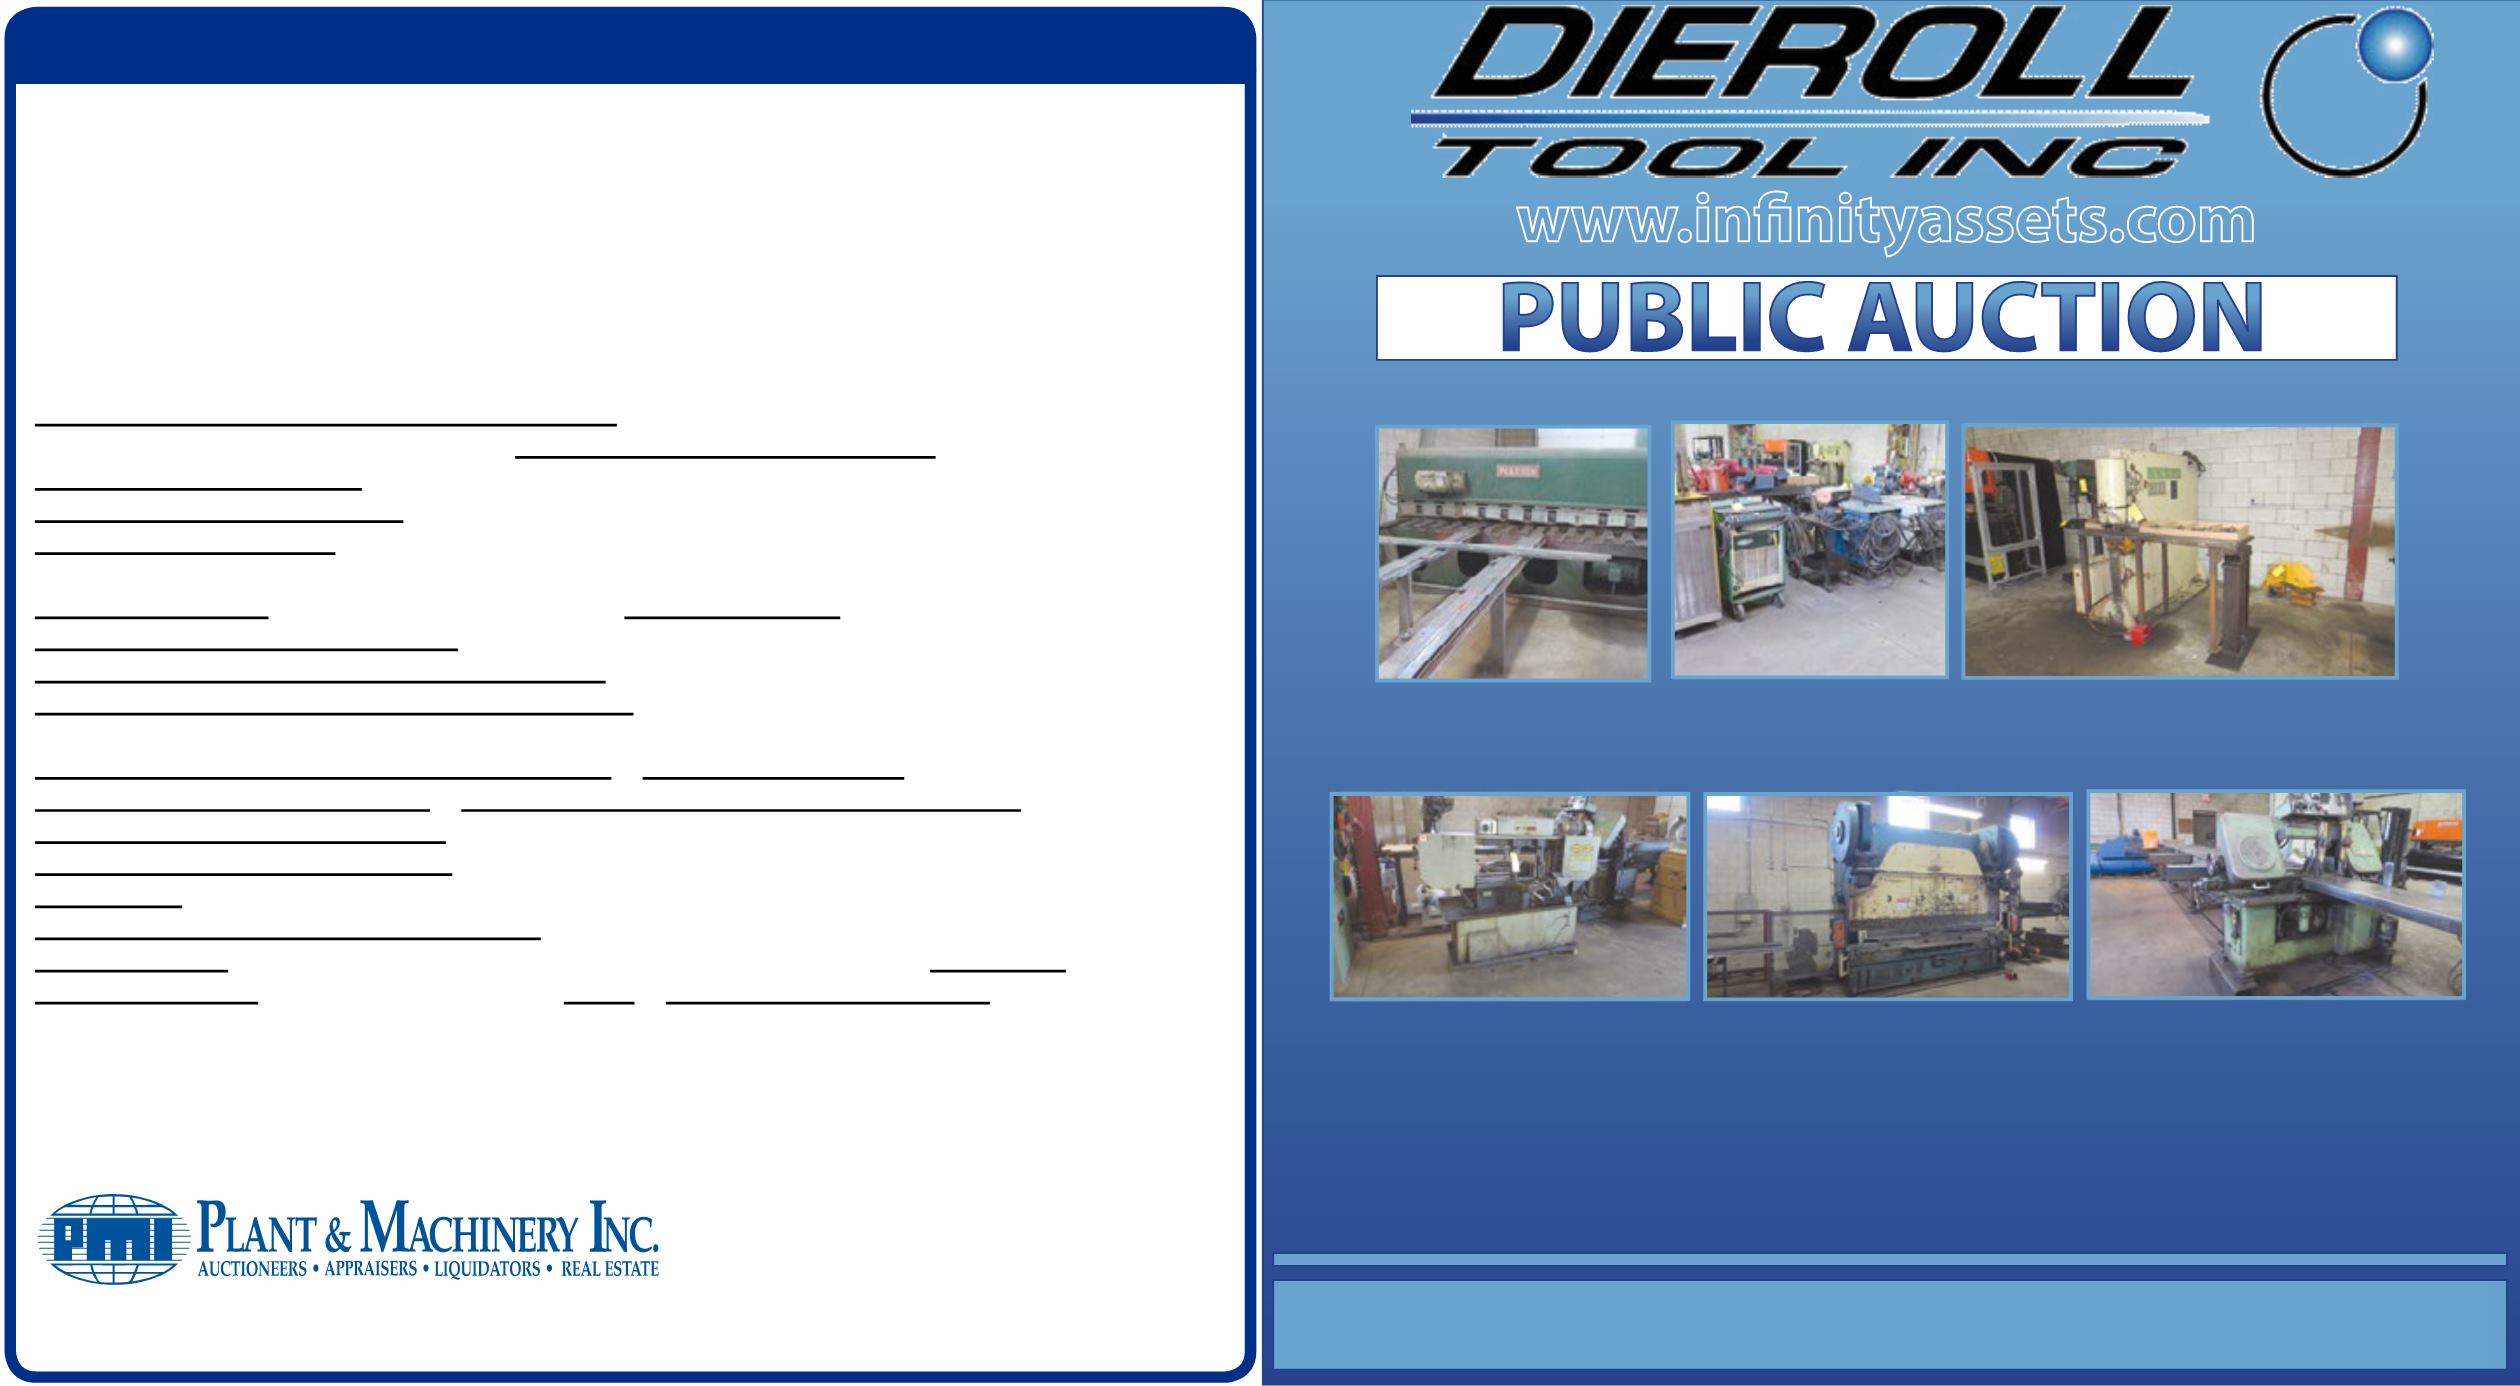 PLANT & MACHINERY INC.
AUCTIONEERS • APPRAISERS • LIQUIDATORS • REAL ESTATE
DIEROLL
TOOL INC
www.infinityassets.com
PUBLIC AUCTION